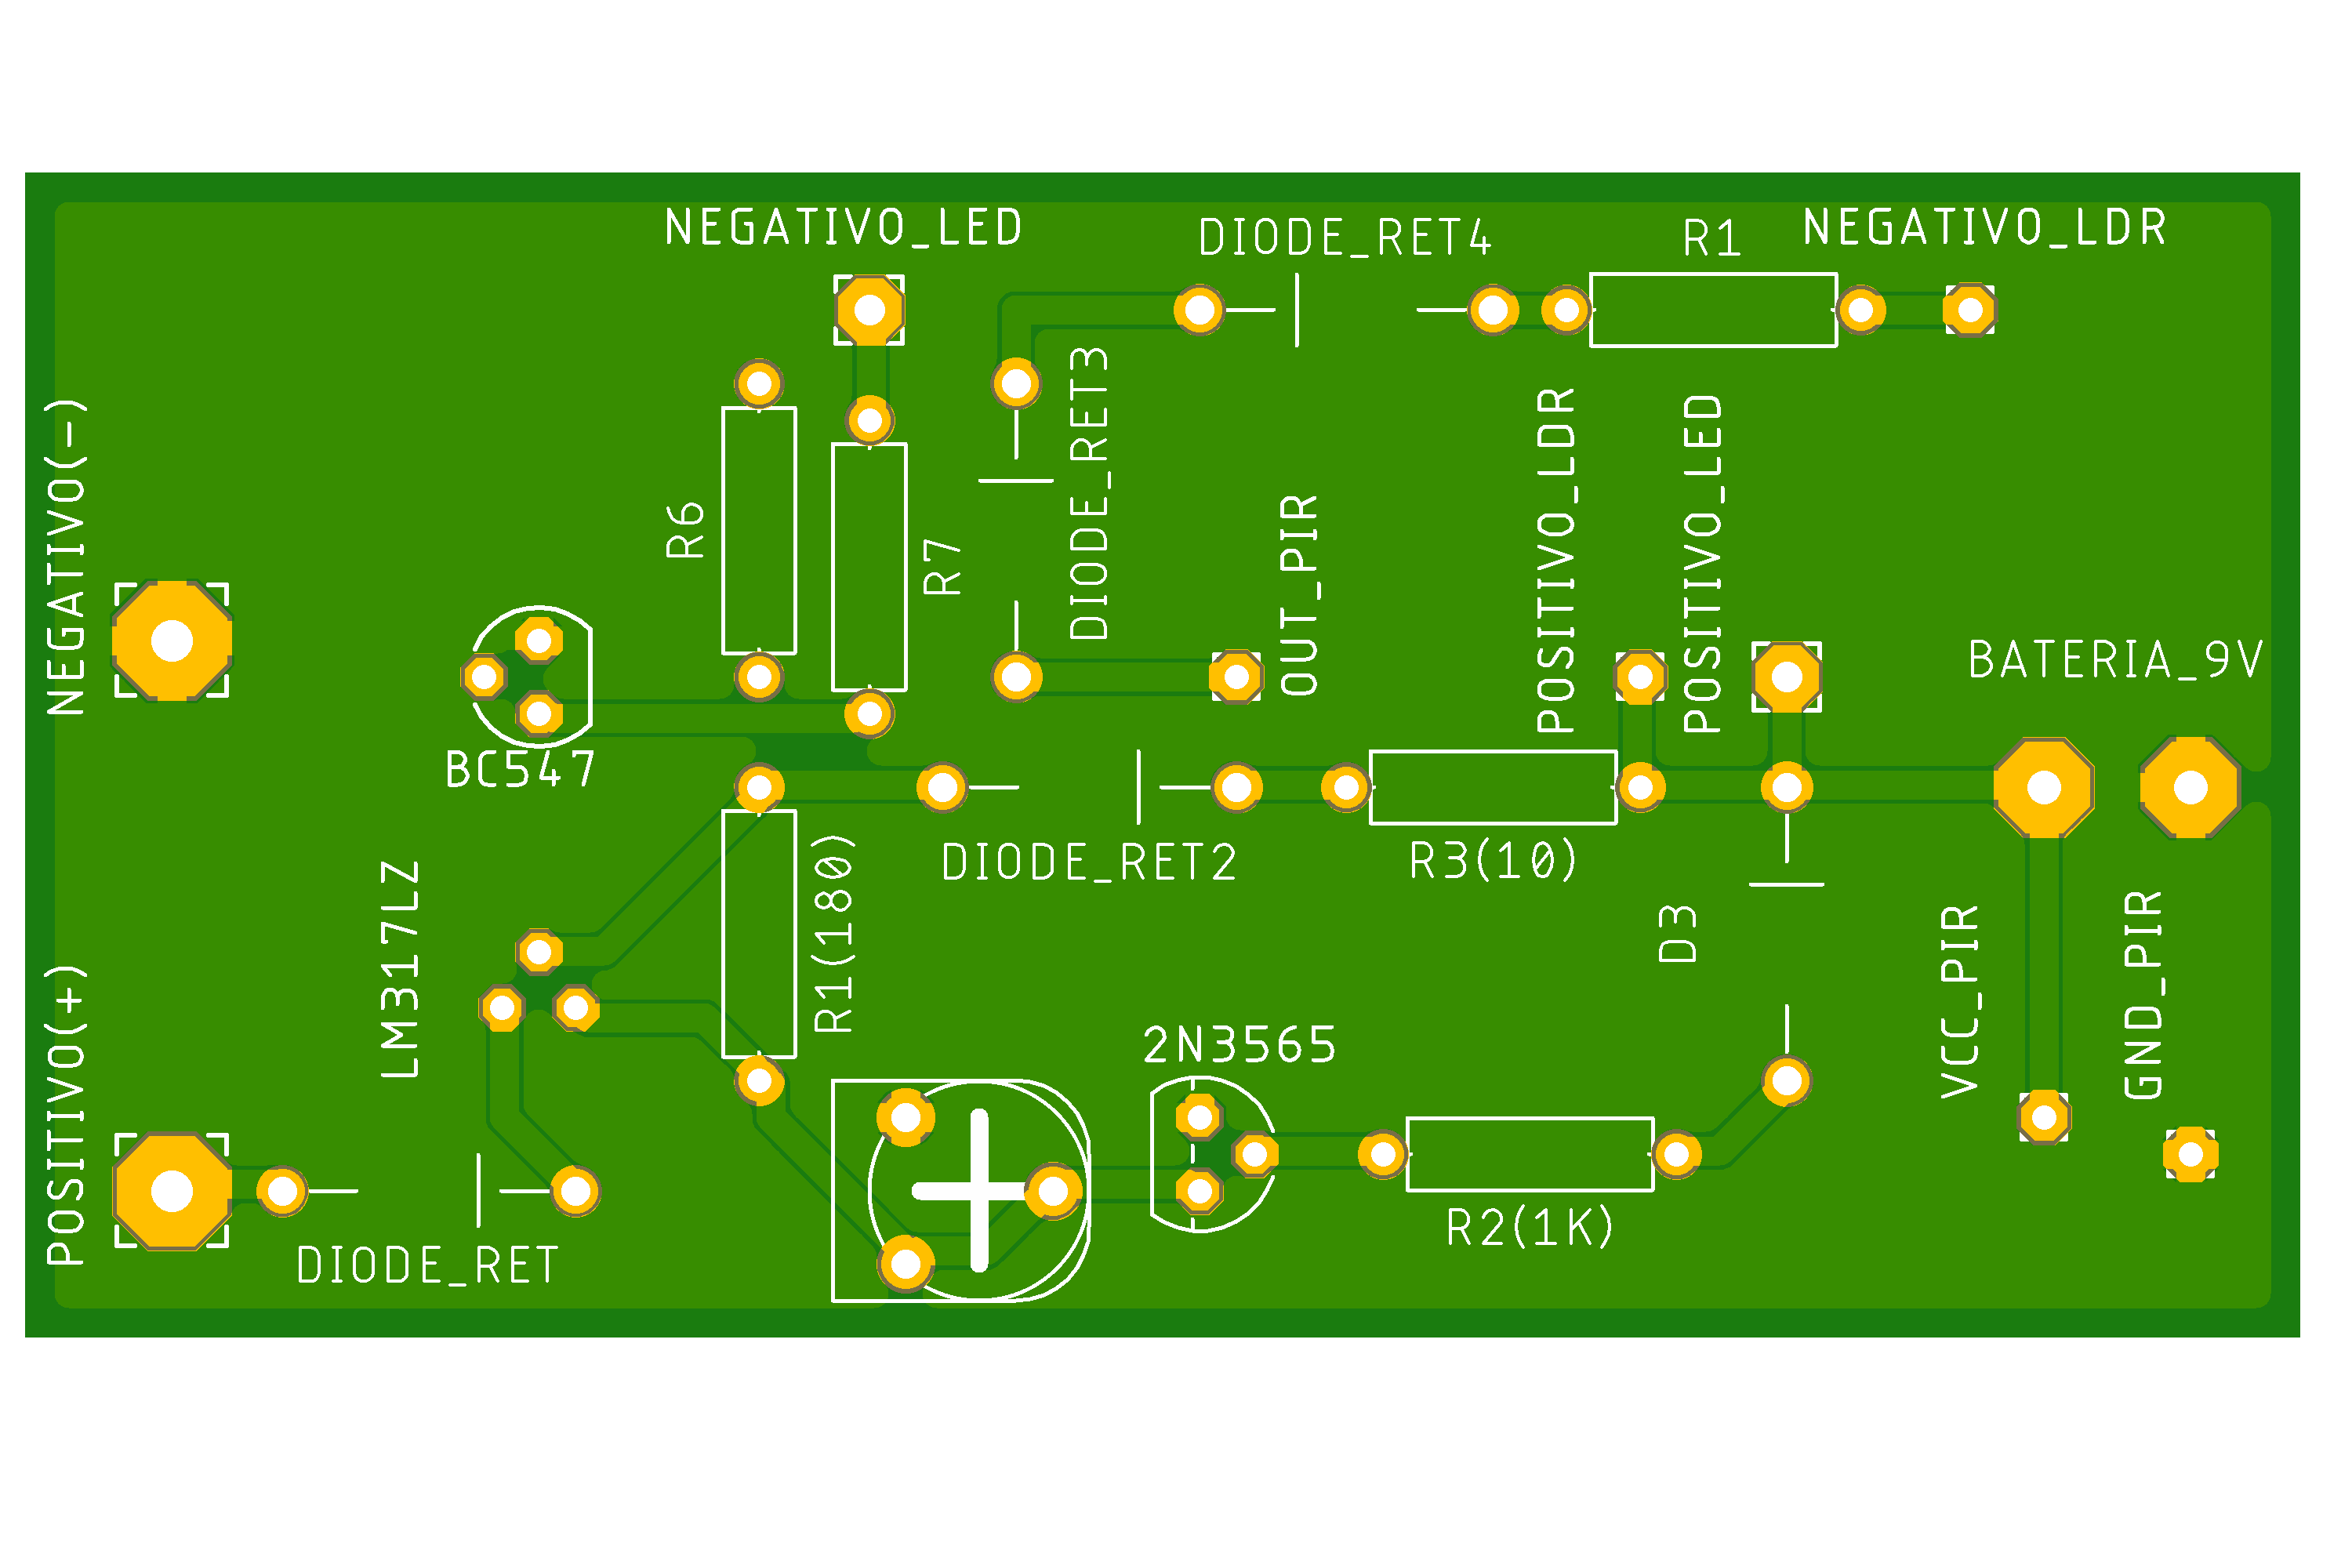 NEGATIVO_LED
DIODE_RET4
R1
NEGATIVO_LDR
NEGATIVO(-)
R6
R7
DIODE_RET3
OUT_PIR
POSITIVO_LDR
POSITIVO_LED
BATERIA_9V
BC547
LM317LZ
R1(180)
DIODE_RET2
R3(10)
D3
VCC_PIR
GND_PIR
POSITIVO(+)
DIODE_RET
2N3565
R2(1K)